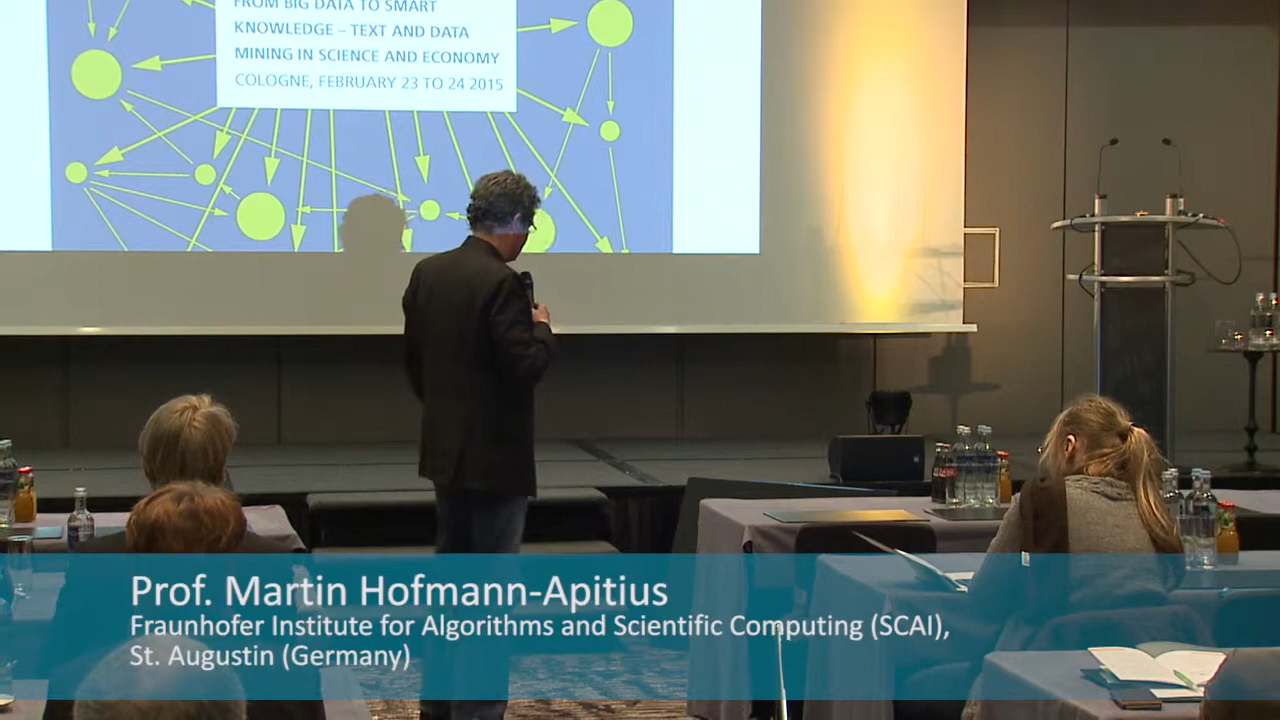 FROM BIG DATA TO SMART
KNOWLEDGE – TEXT AND DATA
MINING IN SCIENCE AND ECONOMY
COLOGNE, FEBRUARY 23 TO 24 2015
Prof. Martin Hofmann-Apitius
Fraunhofer Institute for Algorithms and Scientific Computing (SCAI),
St. Augustin (Germany)